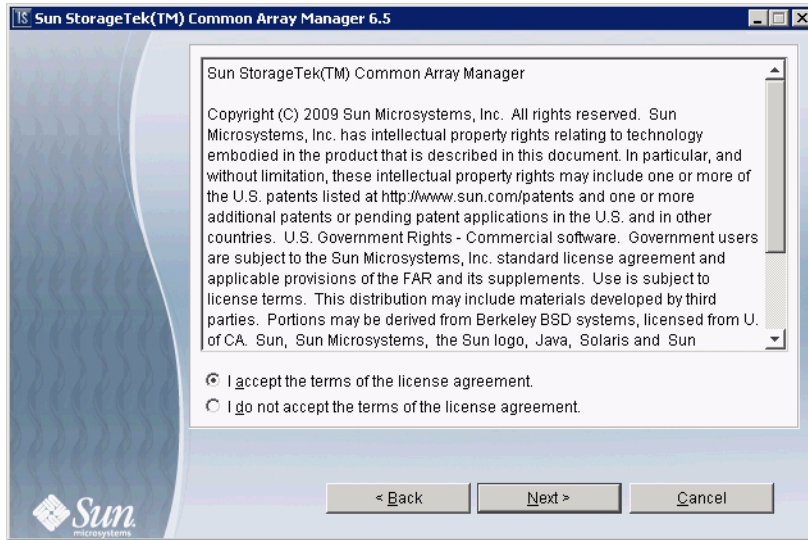 Sun StorageTek(TM) Common Array Manager 6.5
Sun StorageTek(TM) Common Array Manager
Copyright (C) 2009 Sun Microsystems, Inc. All rights reserved. Sun
Microsystems, Inc. has intellectual property rights relating to technology
embodied in the product that is described in this document. In particular, and
without limitation, these intellectual property rights may include one or more of
the U.S. patents listed at http://www.sun.com/patents and one or more
additional patents or pending patent applications in the U.S. and in other
countries. U.S. Government Rights - Commercial software. Government users
are subject to the Sun Microsystems, Inc. standard license agreement and
applicable provisions of the FAR and its supplements. Use is subject to
license terms. This distribution may include materials developed by third
parties. Portions may be derived from Berkeley BSD systems, licensed from U.
of CA. Sun, Sun Microsystems, the Sun logo, Java, Solaris and Sun
I accept the terms of the license agreement.
I do not accept the terms of the license agreement.
< Back
Next >
Cancel
Sun
microsystems